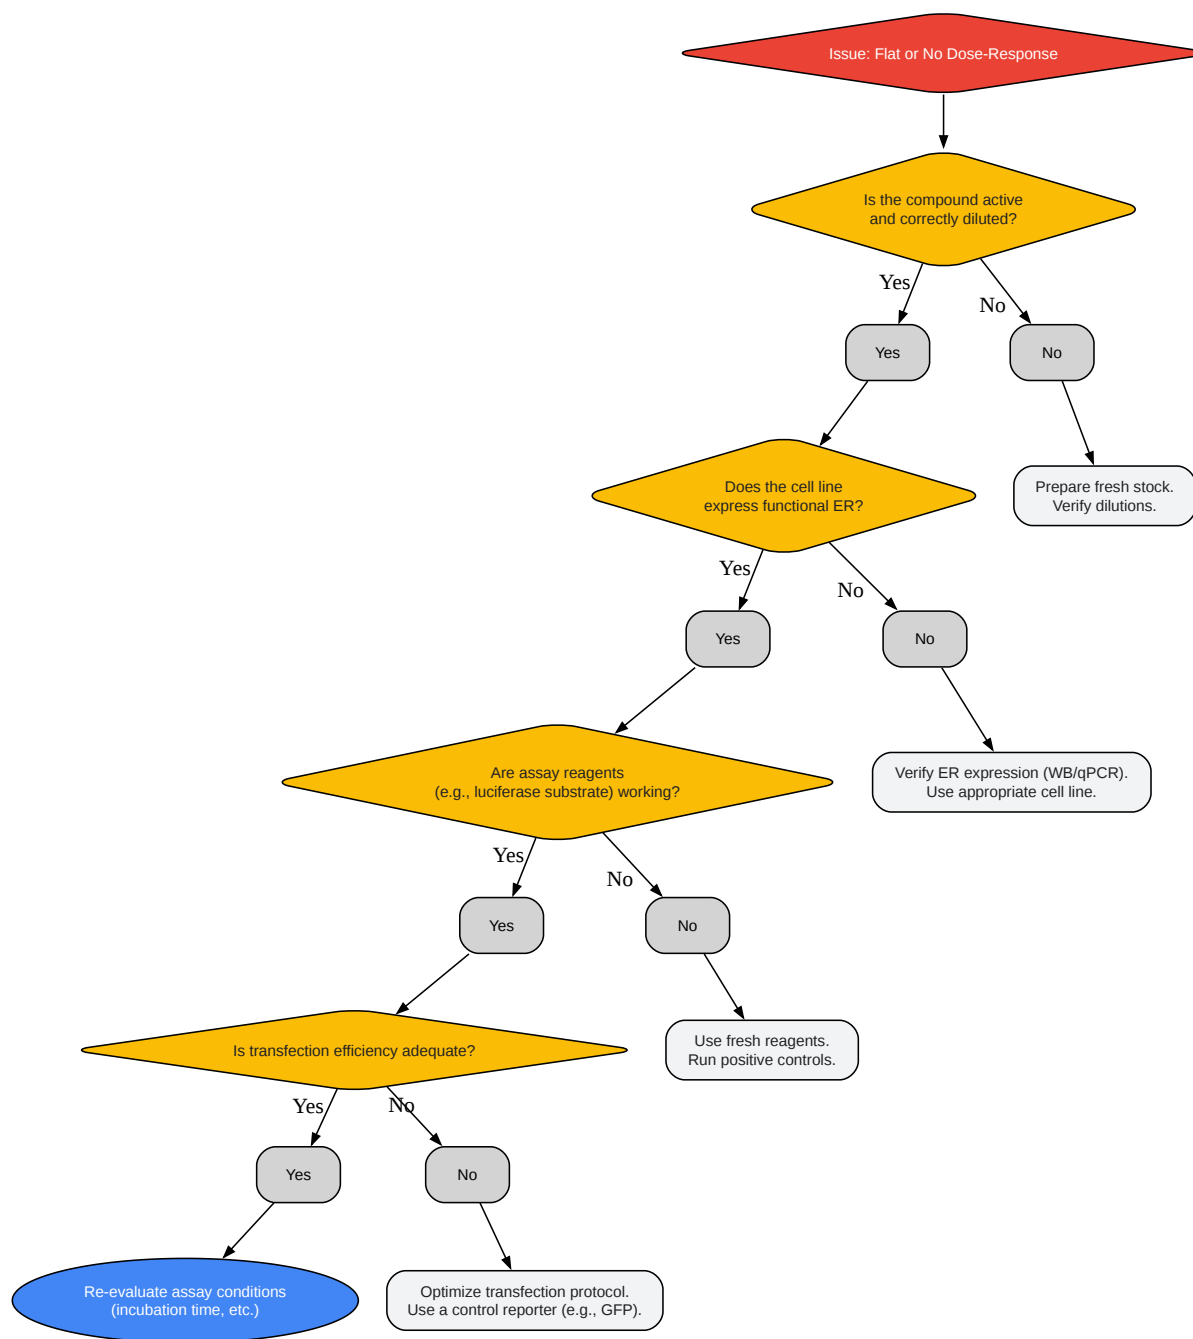 Issue: Flat or No Dose-Response
Is the compound active
and correctly diluted?
Yes
No
Yes
No
Does the cell line
express functional ER?
Prepare fresh stock.
Verify dilutions.
Yes
No
Yes
No
Are assay reagents
(e.g., luciferase substrate) working?
Verify ER expression (WB/qPCR).
Use appropriate cell line.
Yes
No
Yes
No
Is transfection efficiency adequate?
Use fresh reagents.
Run positive controls.
Yes
No
Yes
No
Re-evaluate assay conditions
(incubation time, etc.)
Optimize transfection protocol.
Use a control reporter (e.g., GFP).